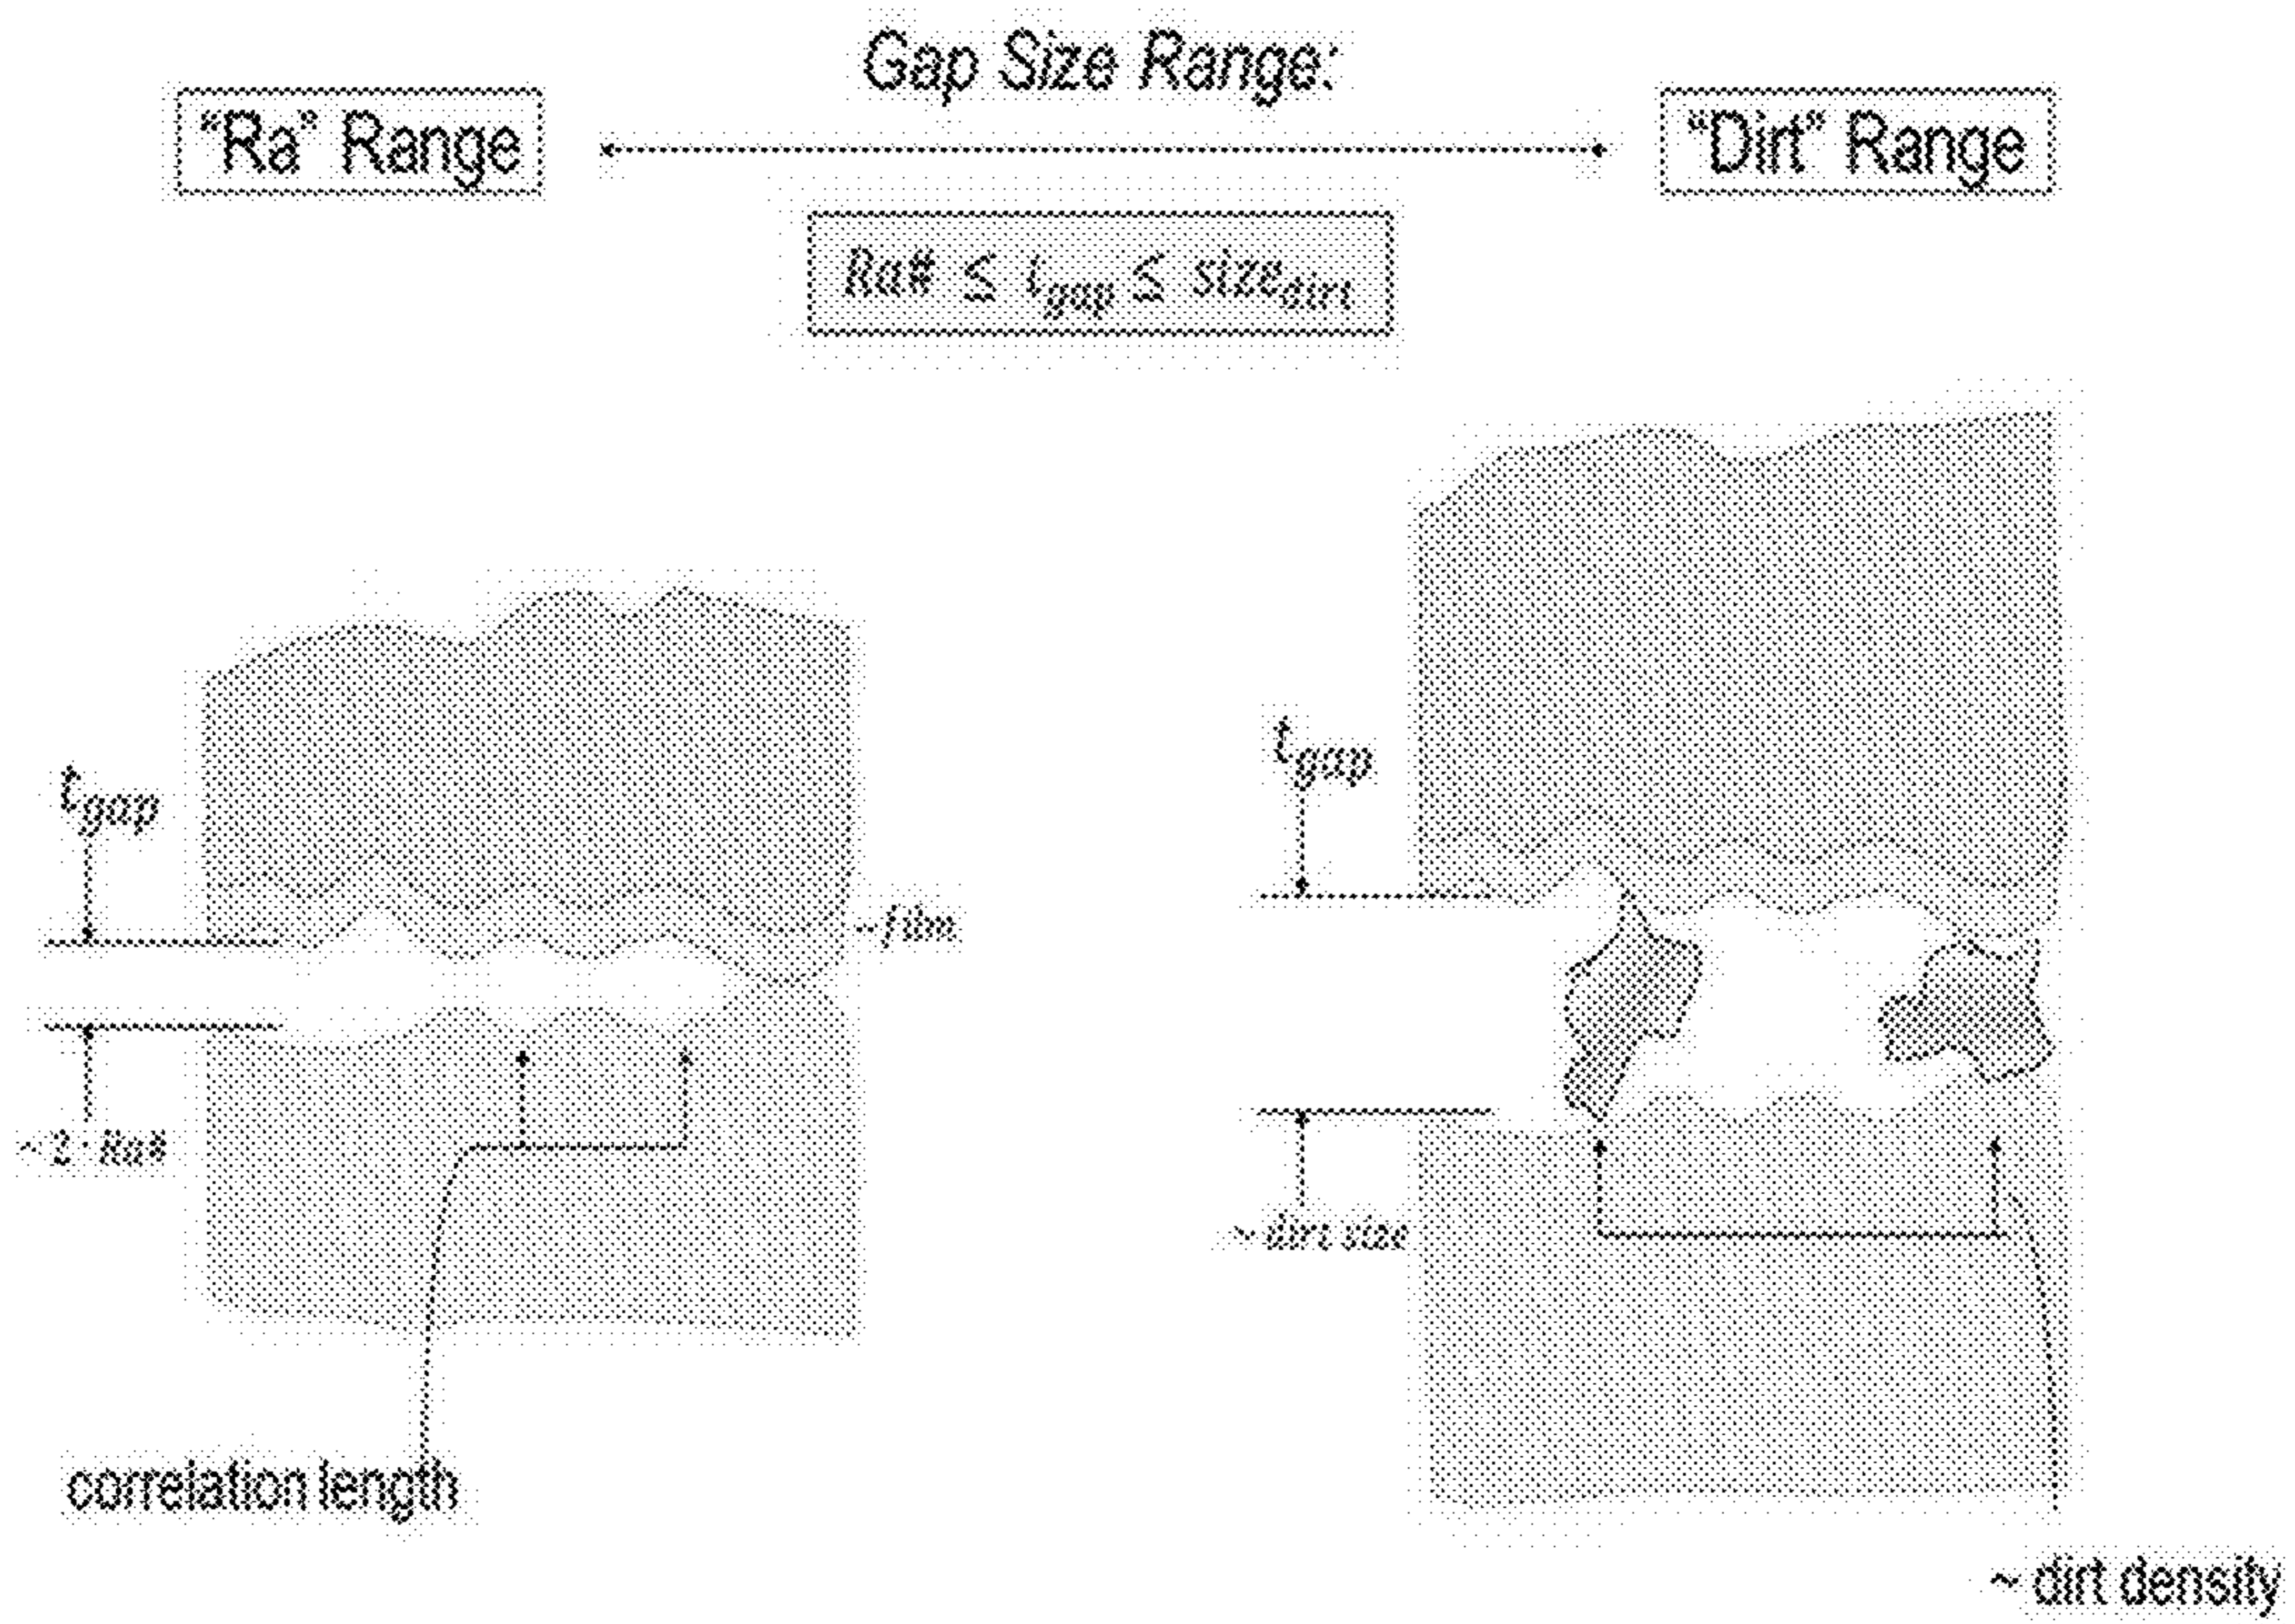 Gap Size Range:
“Ra” Range
“Dirt” Range
Ra# ≤ t_gap ≤ size_dirt
t_gap
t_gap
~film
~ 2 · Ra#
~ dirt size
correlation length
~ dirt density